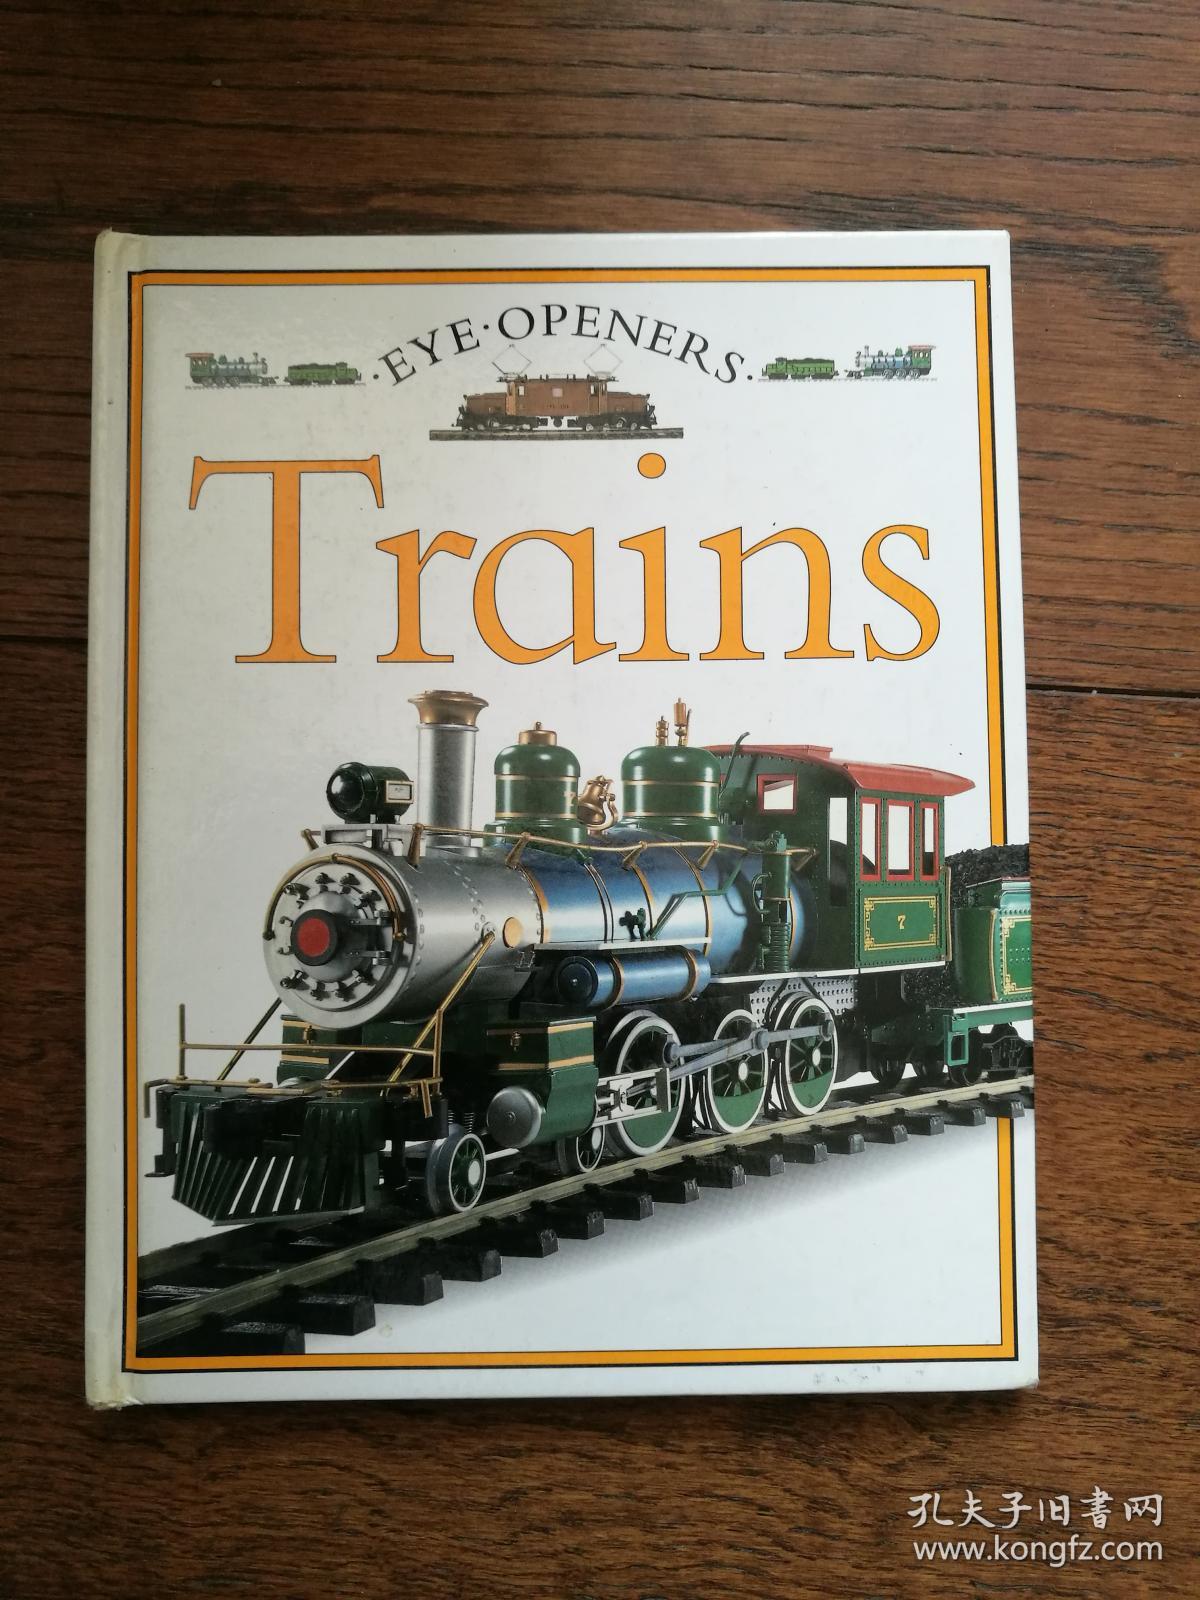 ·EYE·OPENERS·
Trains
7
孔夫子旧书网
www.kongfz.com